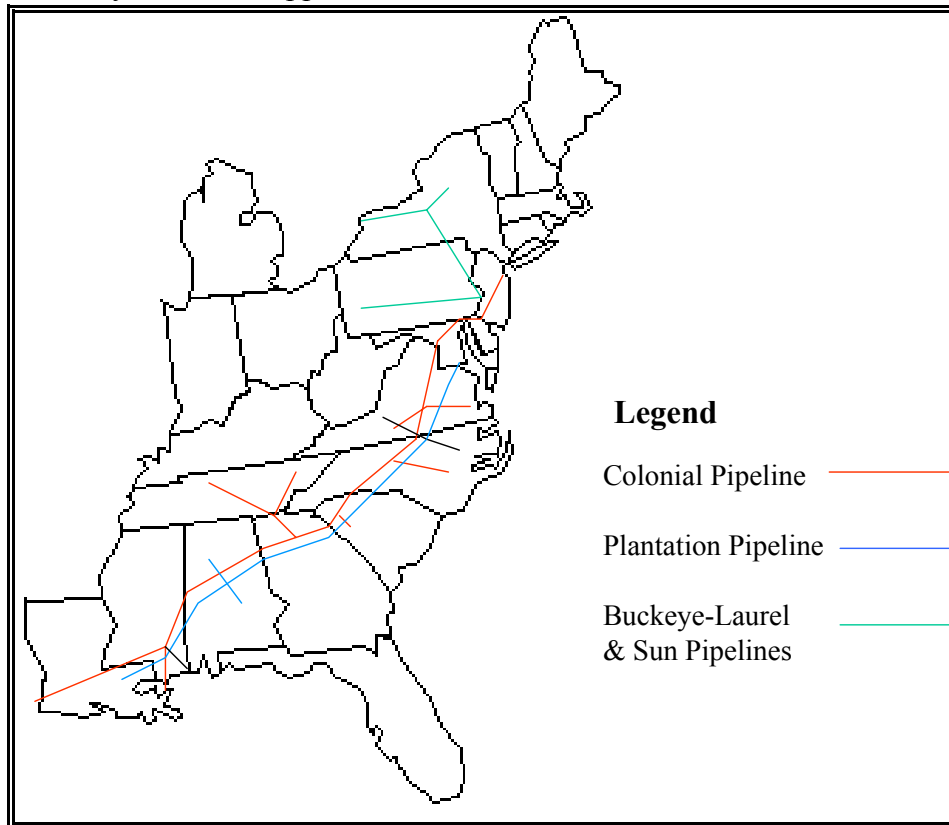 Legend
Colonial Pipeline
Plantation Pipeline
Buckeye-Laurel
& Sun Pipelines